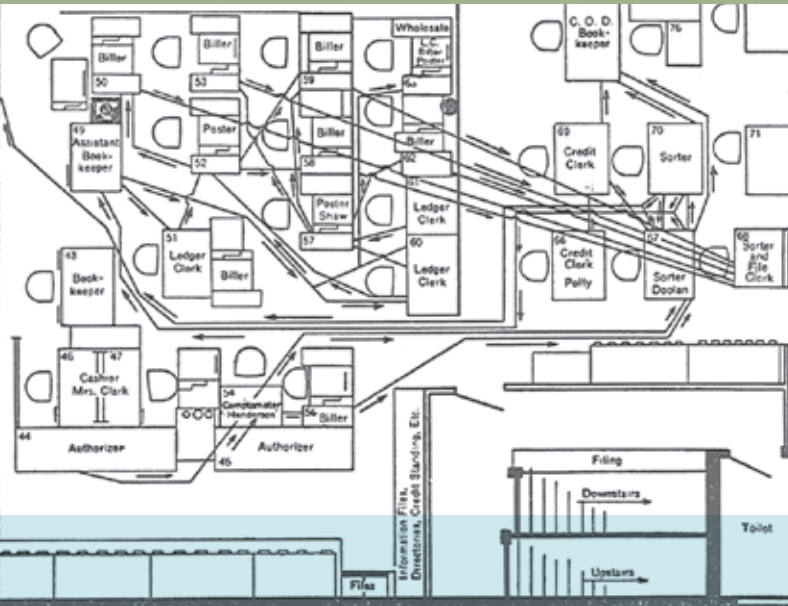 Biller
50
Biller
53
Biller
59
Wholesale
L.C.
Biller
Poster
C. O. D.
Book-
keeper
76
49
Assistant
Book-
keeper
Poster
52
Biller
58
Biller
62
69
Credit
Clerk
70
Sorter
71
Poster
Shaw
57
61
Ledger
Clerk
51
Ledger
Clerk
Biller
60
Ledger
Clerk
66
Credit
Clerk
Polly
67
Sorter
Doolan
68
Sorter
and
File
Clerk
48
Book-
keeper
46
47
Cashier
Mrs. Clark
54
Comptometer
Henderson
56
Biller
44
Authorizer
45
Authorizer
Information Files,
Directories, Credit Standing, Etc.
Filing
Downstairs
Upstairs
Toilet
Files